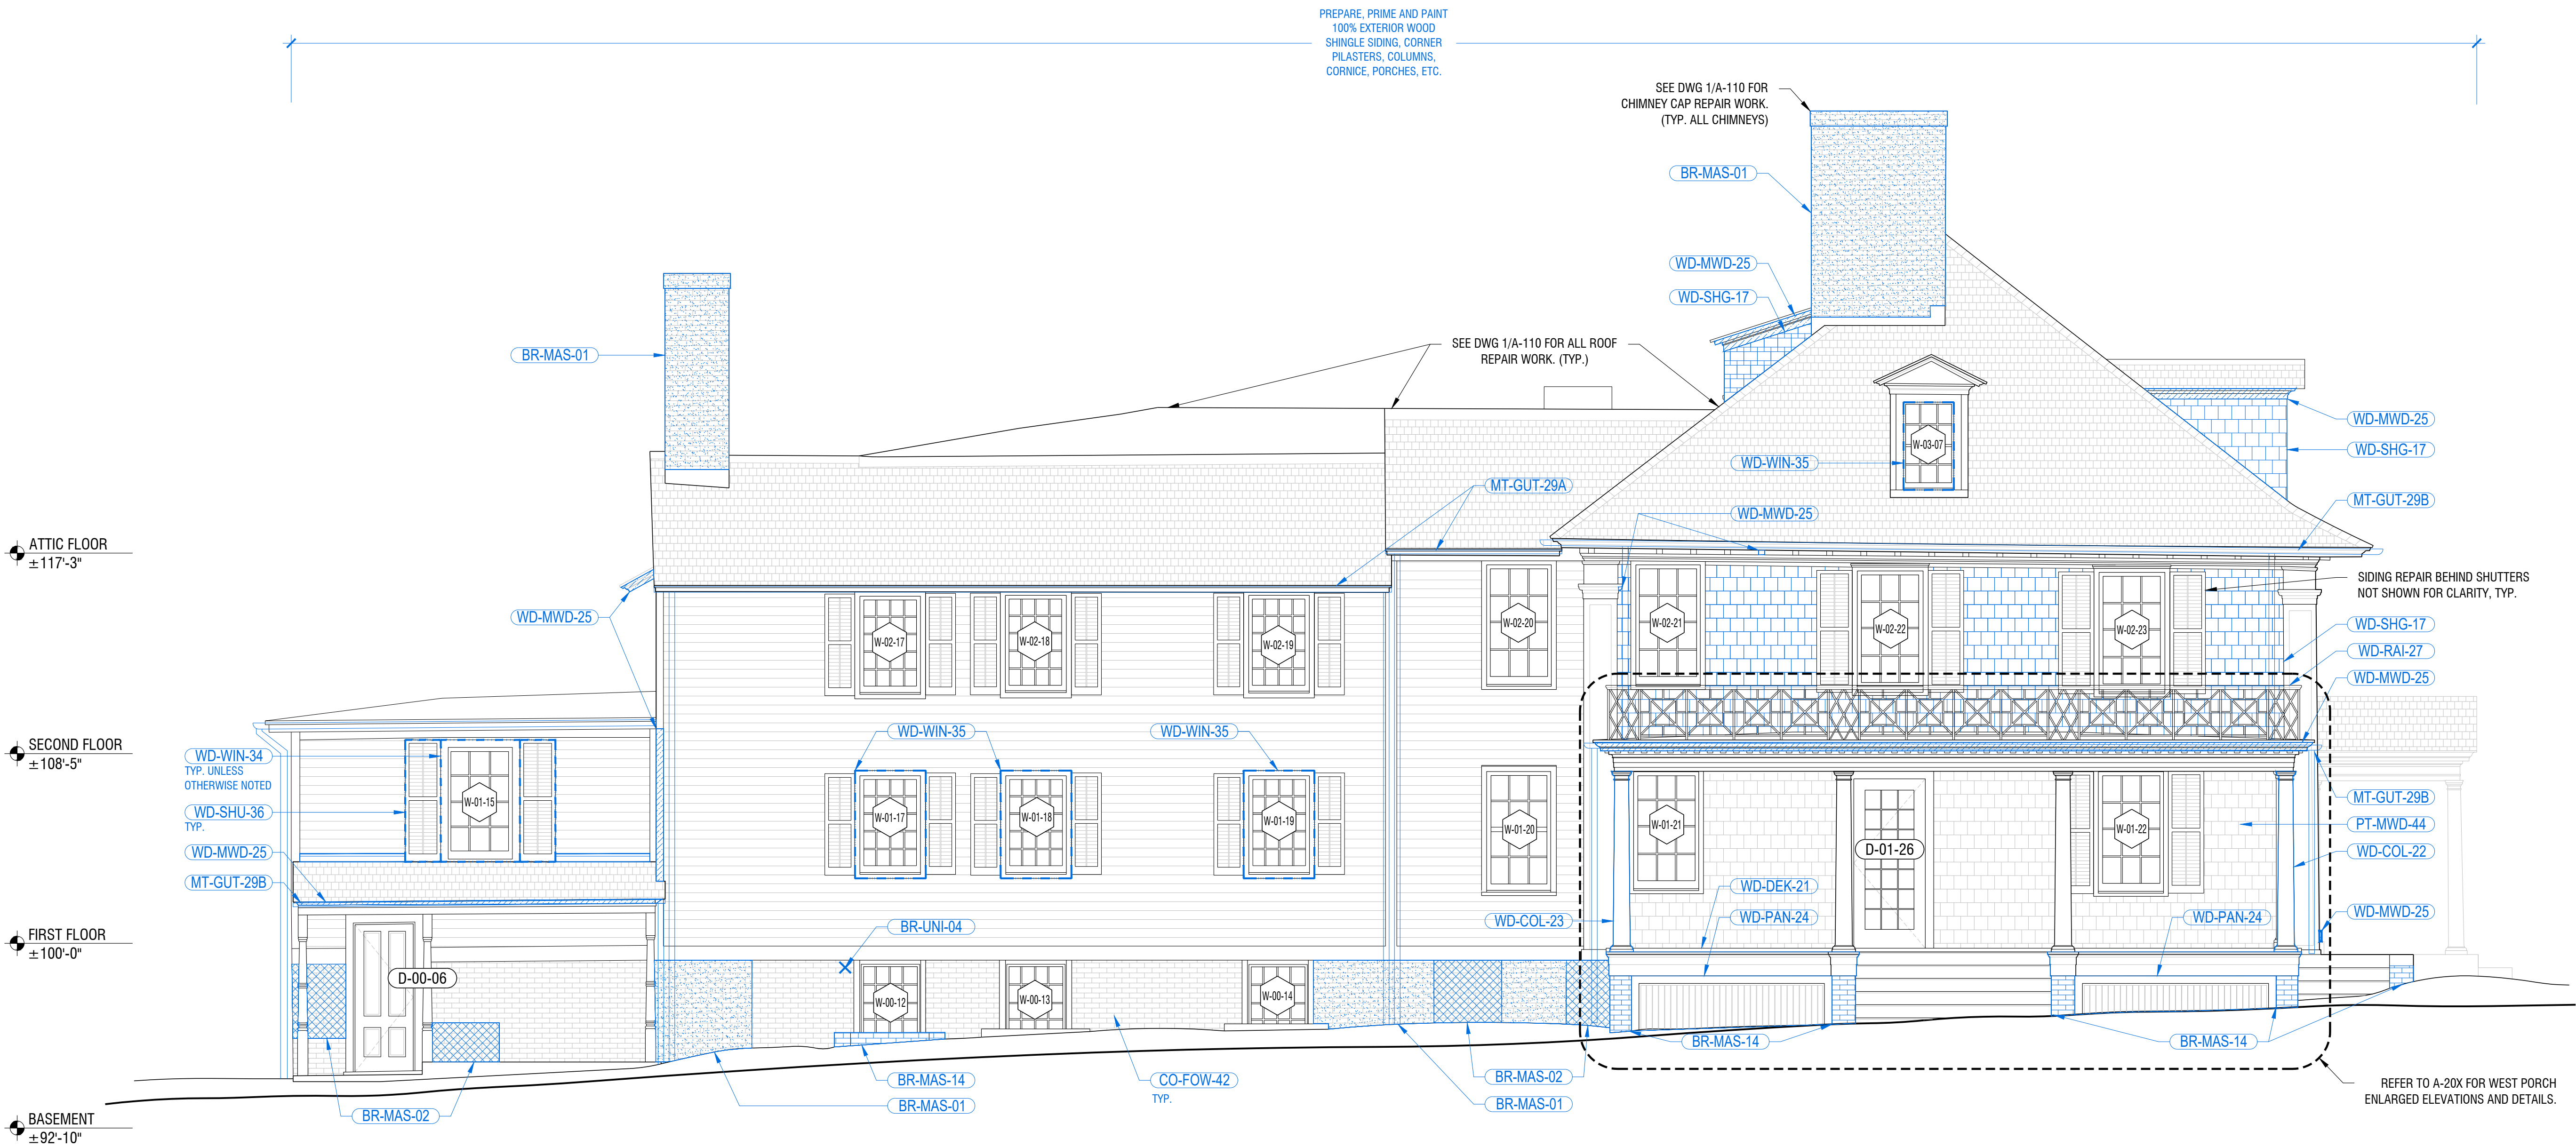 PREPARE, PRIME AND PAINT
100% EXTERIOR WOOD
SHINGLE SIDING, CORNER
PILASTERS, COLUMNS,
CORNICE, PORCHES, ETC.
SEE DWG 1/A-110 FOR
CHIMNEY CAP REPAIR WORK.
(TYP. ALL CHIMNEYS)
BR-MAS-01
WD-MWD-25
WD-SHG-17
SEE DWG 1/A-110 FOR ALL ROOF
REPAIR WORK. (TYP.)
BR-MAS-01
WD-MWD-25
WD-SHG-17
W-03-07
WD-WIN-35
MT-GUT-29A
MT-GUT-29B
WD-MWD-25
ATTIC FLOOR
±117'-3"
SIDING REPAIR BEHIND SHUTTERS
NOT SHOWN FOR CLARITY, TYP.
WD-MWD-25
W-02-17
W-02-18
W-02-19
W-02-20
W-02-21
W-02-22
W-02-23
WD-SHG-17
WD-RAI-27
WD-MWD-25
SECOND FLOOR
±108'-5"
WD-WIN-34
TYP. UNLESS
OTHERWISE NOTED
WD-WIN-35
WD-WIN-35
WD-SHU-36
TYP.
W-01-15
W-01-17
W-01-18
W-01-19
W-01-20
W-01-21
D-01-26
W-01-22
MT-GUT-29B
PT-MWD-44
WD-COL-22
WD-MWD-25
MT-GUT-29B
WD-DEK-21
WD-PAN-24
WD-PAN-24
WD-MWD-25
WD-COL-23
BR-UNI-04
FIRST FLOOR
±100'-0"
D-00-06
W-00-12
W-00-13
W-00-14
BR-MAS-14
BR-MAS-14
BR-MAS-14
CO-FOW-42
TYP.
BR-MAS-02
BR-MAS-01
BR-MAS-01
BR-MAS-02
REFER TO A-20X FOR WEST PORCH
ENLARGED ELEVATIONS AND DETAILS.
BASEMENT
±92'-10"